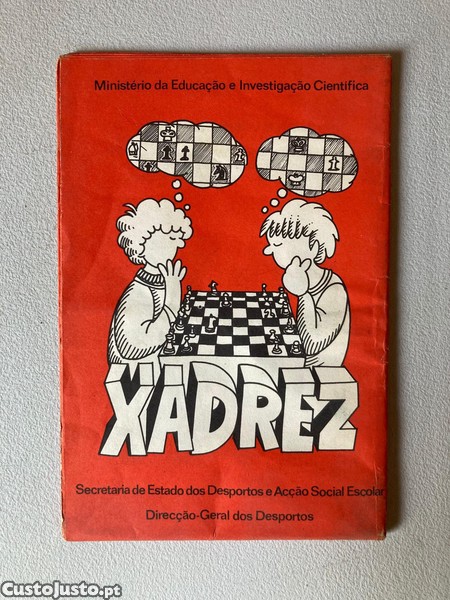 Ministério da Educação e Investigação Científica
XADREZ
Secretaria de Estado dos Desportos e Acção Social Escolar
Direcção-Geral dos Desportos
CustoJusto.pt